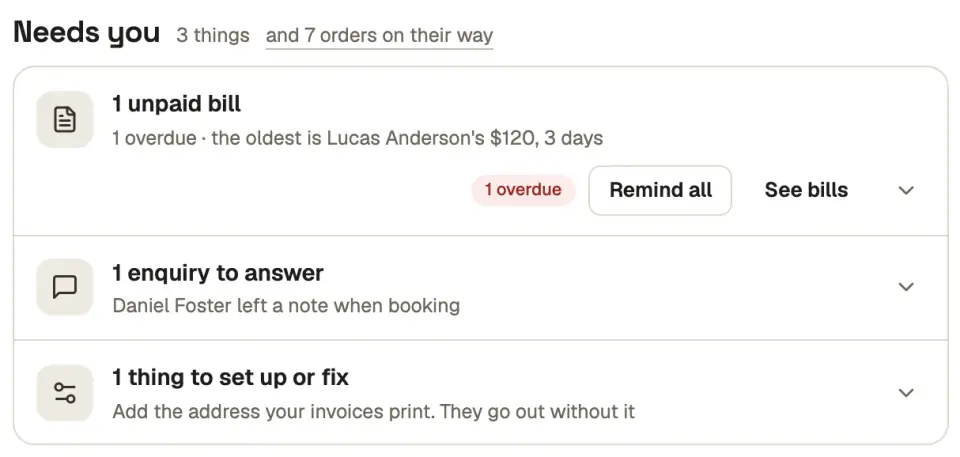 Needs you 3 things and 7 orders on their way
1 unpaid bill
1 overdue · the oldest is Lucas Anderson's $120, 3 days
1 overdue Remind all See bills
1 enquiry to answer
Daniel Foster left a note when booking
1 thing to set up or fix
Add the address your invoices print. They go out without it